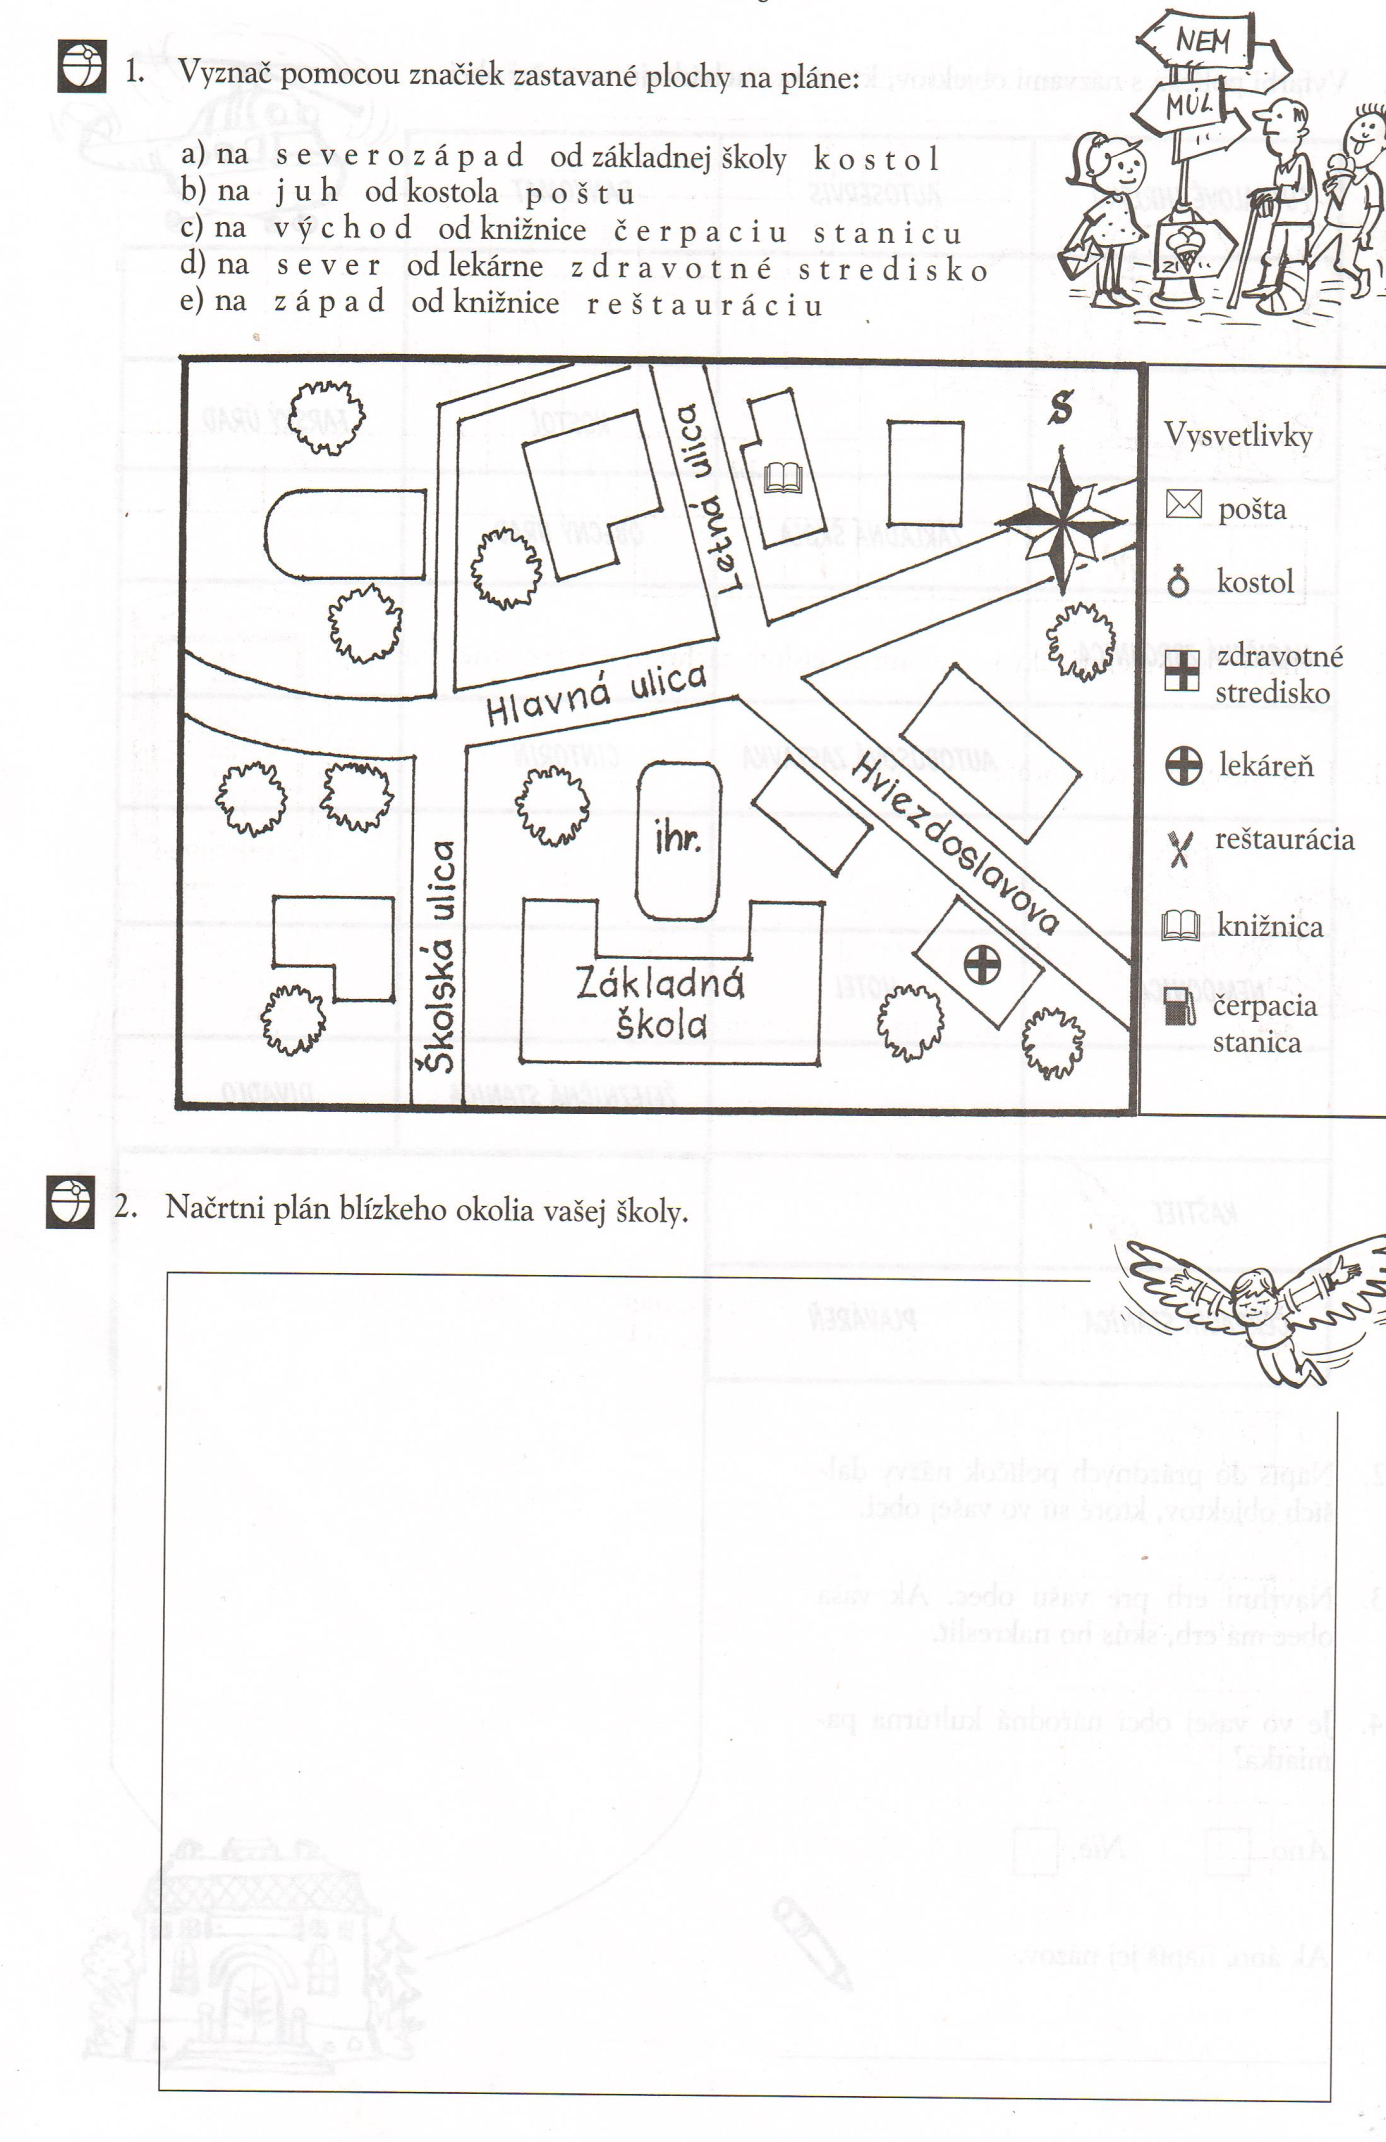 NEM
MÚZ
1. Vyznač pomocou značiek zastavané plochy na pláne:
a) na severozápad od základnej školy kostol
b) na juh od kostola poštu
c) na východ od knižnice čerpaciu stanicu
d) na sever od lekárne zdravotné stredisko
e) na západ od knižnice reštauráciu
S
Letná ulica
Hlavná ulica
Hviezdoslavova
ihr.
Školská ulica
Základná
škola
Vysvetlivky
pošta
kostol
zdravotné
stredisko
lekáreň
reštaurácia
knižnica
čerpacia
stanica
2. Načrtni plán blízkeho okolia vašej školy.